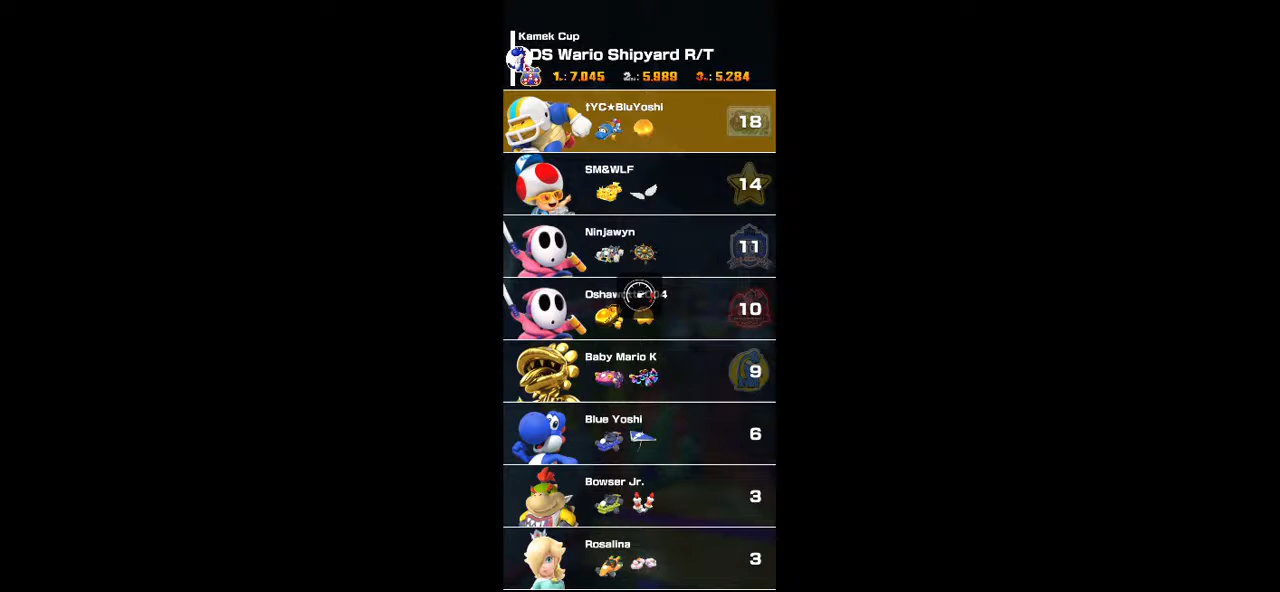 Kamek Cup
DS Wario Shipyard R/T
1.: 7.045 2.: 5.989 3.: 5.284
†YC★BluYoshi
18
SM&WLF
14
Ninjawyn
11
10
Baby Mario K
9
Blue Yoshi
6
Bowser Jr.
3
Rosalina
3